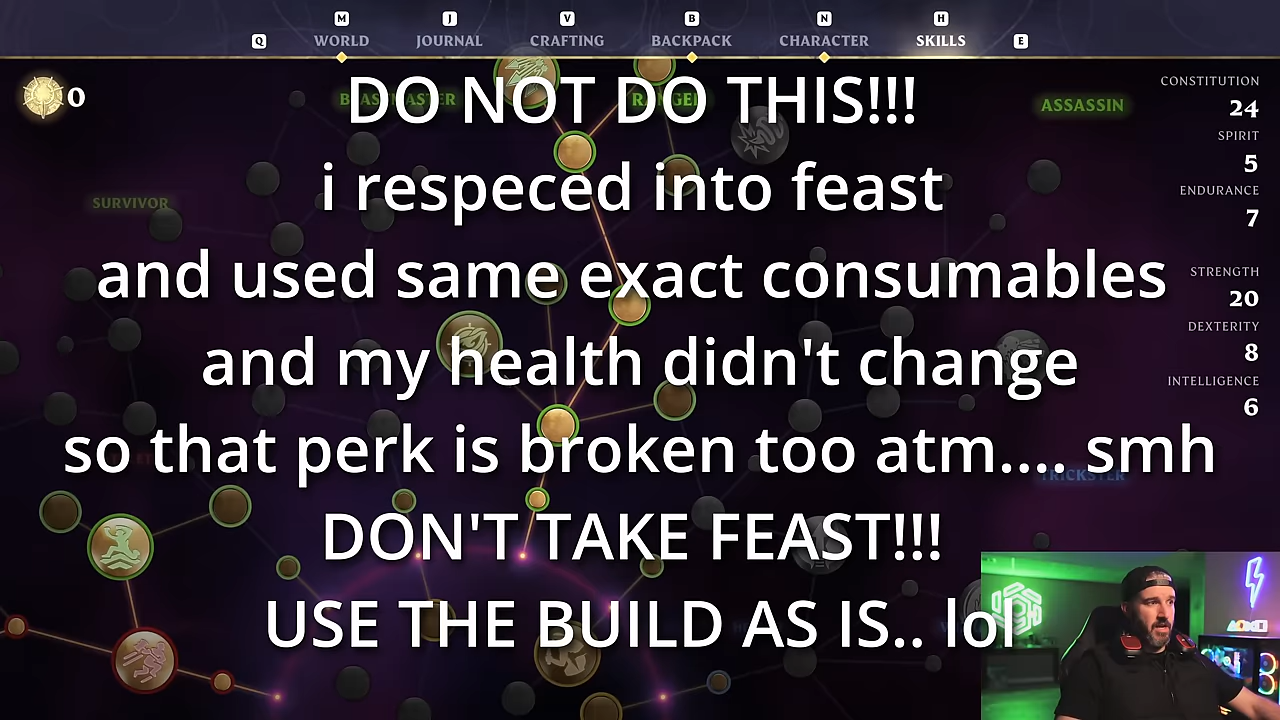 M J V B N H
Q WORLD JOURNAL CRAFTING BACKPACK CHARACTER SKILLS E
0
DO NOT DO THIS!!!
i respeced into feast
and used same exact consumables
and my health didn't change
so that perk is broken too atm.... smh
DON'T TAKE FEAST!!!
USE THE BUILD AS IS.. lol
RANGER
ASSASSIN
SURVIVOR
TRICKSTER
CONSTITUTION
24
SPIRIT
5
ENDURANCE
7
STRENGTH
20
DEXTERITY
8
INTELLIGENCE
6